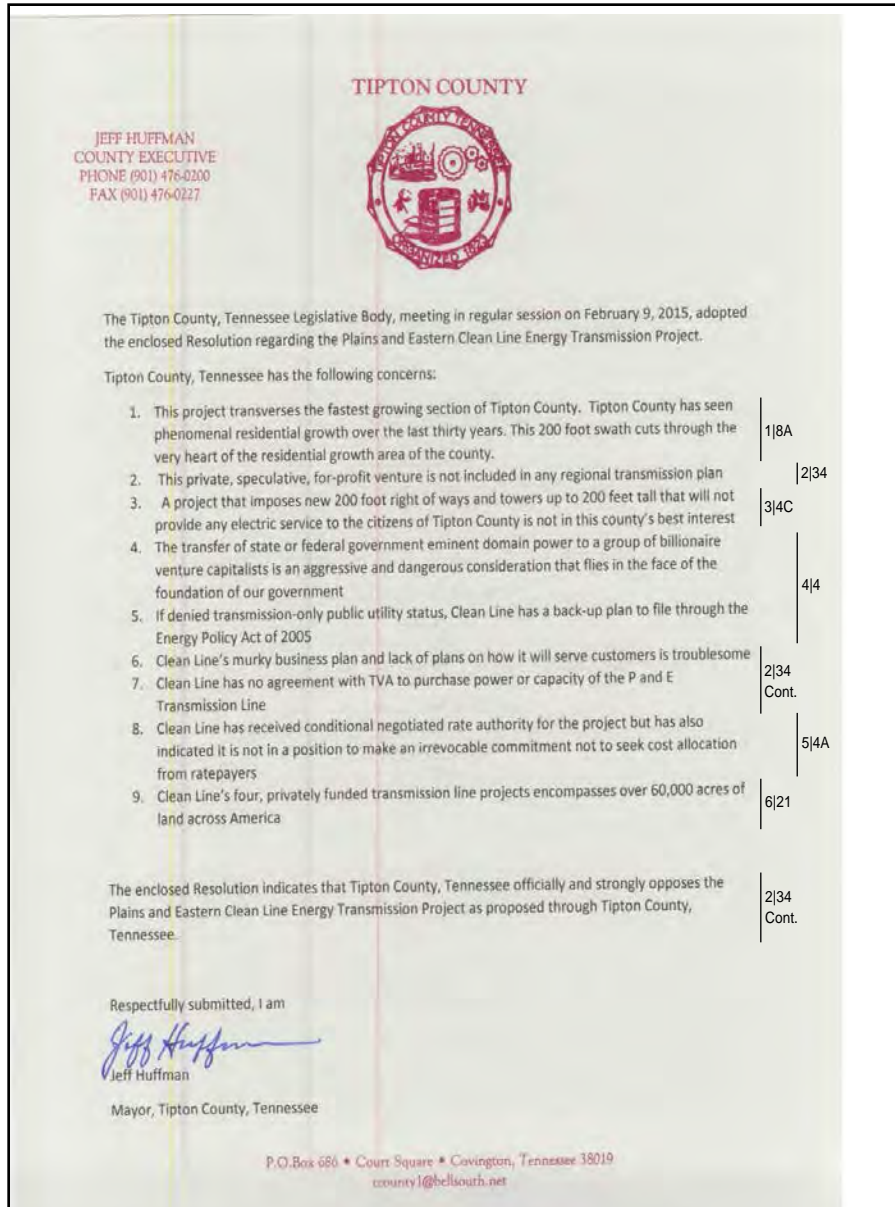 TIPTON COUNTY
JEFF HUFFMAN
COUNTY EXECUTIVE
PHONE (901) 476-0200
FAX (901) 476-0227
TIPTON COUNTY TENNESSEE
ORGANIZED 1823
The Tipton County, Tennessee Legislative Body, meeting in regular session on February 9, 2015, adopted
the enclosed Resolution regarding the Plains and Eastern Clean Line Energy Transmission Project.
Tipton County, Tennessee has the following concerns:
1. This project transverses the fastest growing section of Tipton County. Tipton County has seen
phenomenal residential growth over the last thirty years. This 200 foot swath cuts through the
very heart of the residential growth area of the county.
1|8A
2. This private, speculative, for-profit venture is not included in any regional transmission plan
2|34
3. A project that imposes new 200 foot right of ways and towers up to 200 feet tall that will not
provide any electric service to the citizens of Tipton County is not in this county's best interest
3|4C
4. The transfer of state or federal government eminent domain power to a group of billionaire
venture capitalists is an aggressive and dangerous consideration that flies in the face of the
foundation of our government
4|4
5. If denied transmission-only public utility status, Clean Line has a back-up plan to file through the
Energy Policy Act of 2005
6. Clean Line's murky business plan and lack of plans on how it will serve customers is troublesome
7. Clean Line has no agreement with TVA to purchase power or capacity of the P and E
Transmission Line
2|34
Cont.
8. Clean Line has received conditional negotiated rate authority for the project but has also
indicated it is not in a position to make an irrevocable commitment not to seek cost allocation
from ratepayers
5|4A
9. Clean Line's four, privately funded transmission line projects encompasses over 60,000 acres of
land across America
6|21
The enclosed Resolution indicates that Tipton County, Tennessee officially and strongly opposes the
Plains and Eastern Clean Line Energy Transmission Project as proposed through Tipton County,
Tennessee.
2|34
Cont.
Respectfully submitted, I am
Jeff Huffman
Jeff Huffman
Mayor, Tipton County, Tennessee
P.O.Box 686 * Court Square * Covington, Tennessee 38019
tcounty1@bellsouth.net